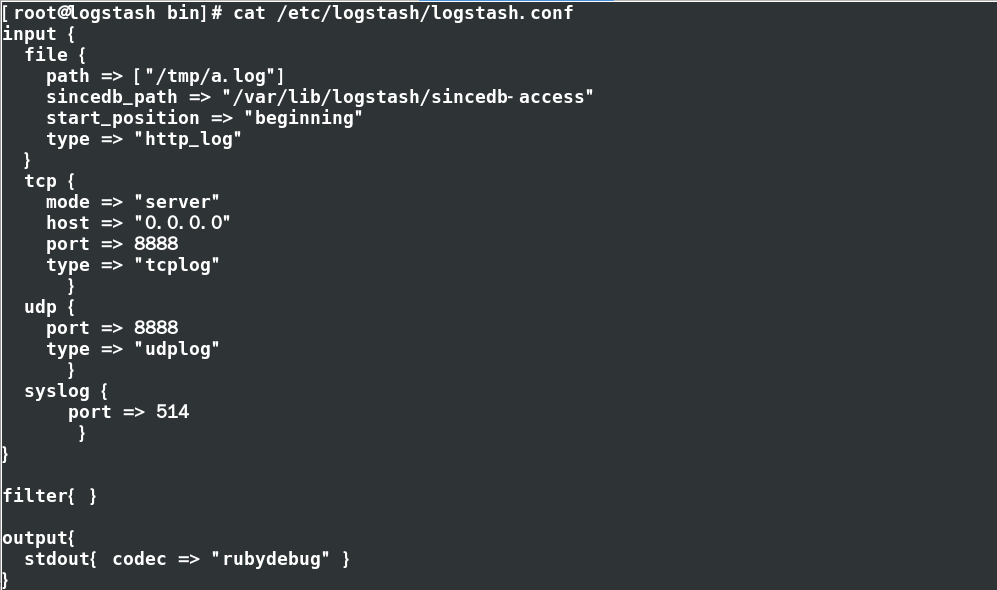 [root@logstash bin]# cat /etc/logstash/logstash.conf
input {
  file {
    path => ["/tmp/a.log"]
    sincedb_path => "/var/lib/logstash/sincedb-access"
    start_position => "beginning"
    type => "http_log"
  }
  tcp {
    mode => "server"
    host => "0.0.0.0"
    port => 8888
    type => "tcplog"
      }
  udp {
    port => 8888
    type => "udplog"
      }
  syslog {
      port => 514
       }
}

filter{ }

output{
  stdout{ codec => "rubydebug" }
}